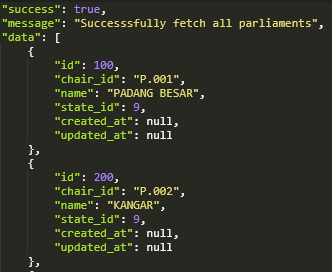 "success": true,
"message": "Successsfully fetch all parliaments",
"data": [
{
"id": 100,
"chair_id": "P.001",
"name": "PADANG BESAR",
"state_id": 9,
"created_at": null,
"updated_at": null
},
{
"id": 200,
"chair_id": "P.002",
"name": "KANGAR",
"state_id": 9,
"created_at": null,
"updated_at": null
},